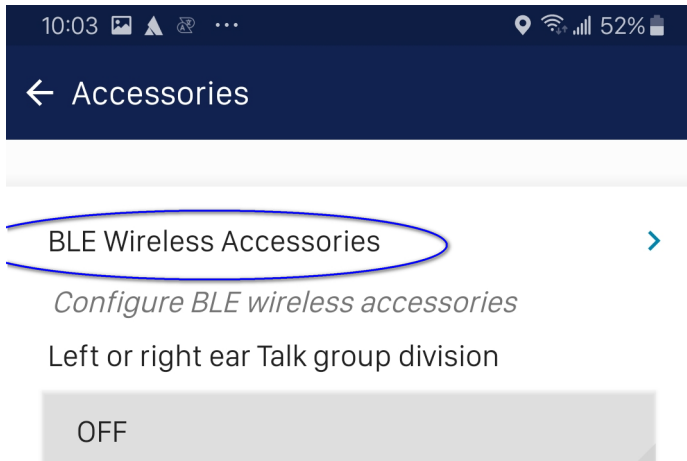 10:03 ... 52%
Accessories
BLE Wireless Accessories
Configure BLE wireless accessories
Left or right ear Talk group division
OFF